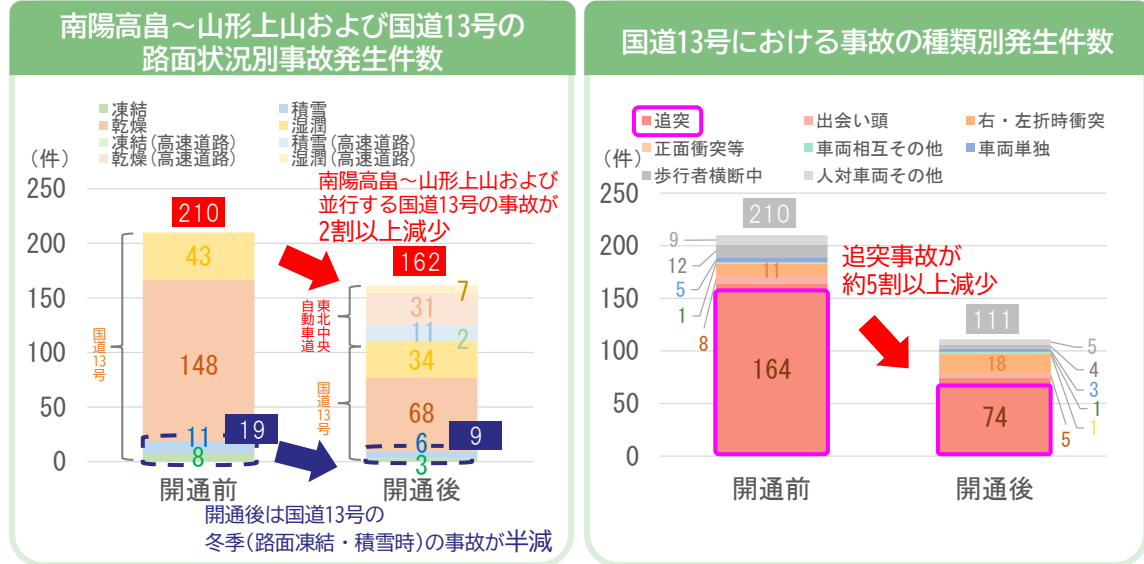 南陽高畠～山形上山および国道13号の
路面状況別事故発生件数
凍結
積雪
乾燥
湿潤
凍結(高速道路)
積雪(高速道路)
乾燥(高速道路)
湿潤(高速道路)
(件)
250
200
150
100
50
0
南陽高畠～山形上山および
並行する国道13号の事故が
2割以上減少
210
43
148
11
8
19
国道13号
162
7
31
11
2
34
68
6
3
9
東北中央
自動車道
国道13号
開通前
開通後
開通後は国道13号の
冬季(路面凍結・積雪時)の事故が半減
国道13号における事故の種類別発生件数
追突
出会い頭
右・左折時衝突
正面衝突等
車両相互その他
車両単独
歩行者横断中
人対車両その他
(件)
250
200
150
100
50
0
210
9
12
5
1
8
11
164
追突事故が
約5割以上減少
111
18
74
5
4
3
1
1
5
開通前
開通後